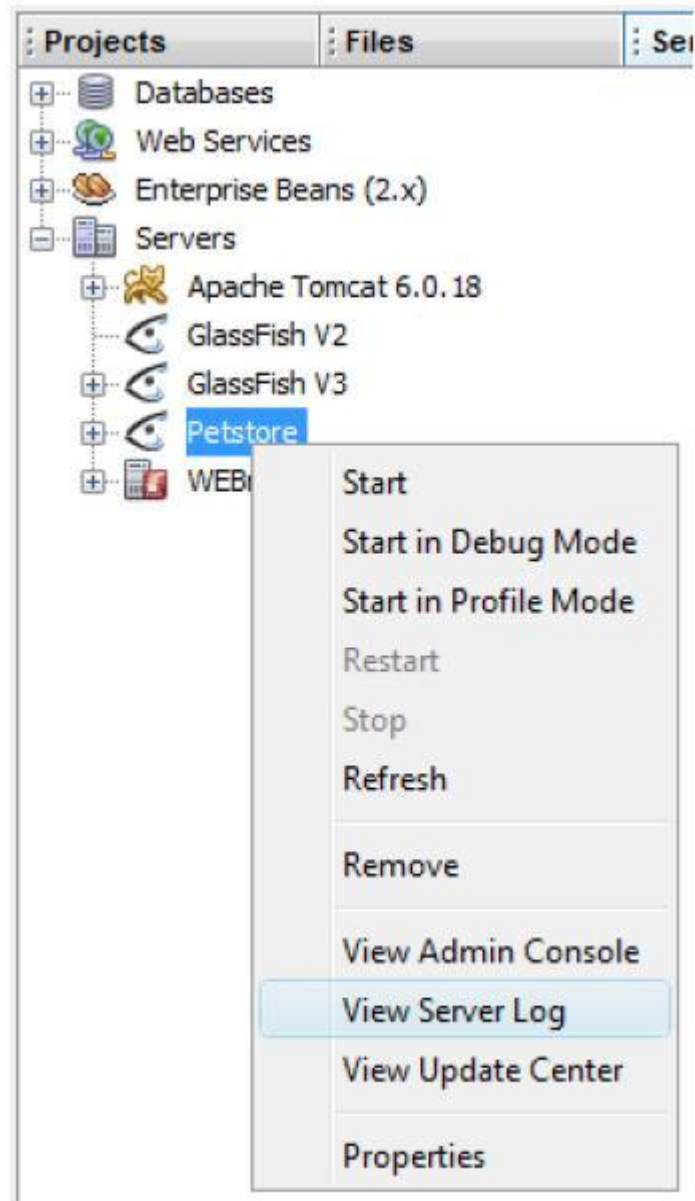 Projects Files
Databases
Web Services
Enterprise Beans (2.x)
Servers
Apache Tomcat 6.0.18
GlassFish V2
GlassFish V3
Petstore
Start
Start in Debug Mode
Start in Profile Mode
Restart
Stop
Refresh
Remove
View Admin Console
View Server Log
View Update Center
Properties